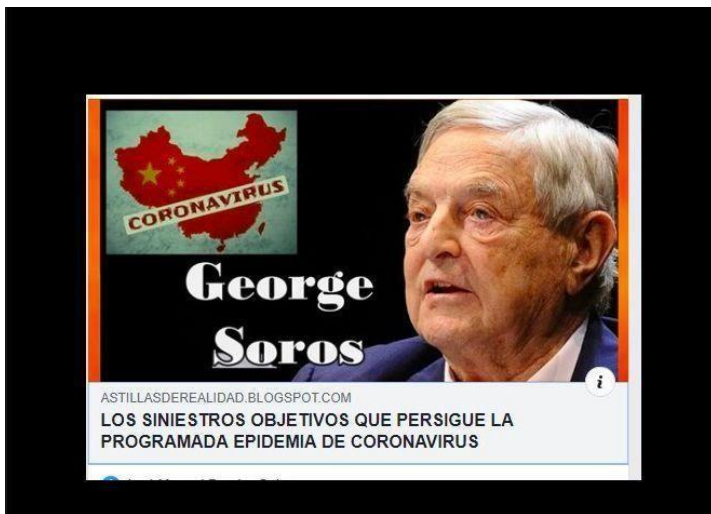 CORONAVIRUS
George
Soros
ASTILLASDEREALIDAD.BLOGSPOT.COM
LOS SINIESTROS OBJETIVOS QUE PERSIGUE LA
PROGRAMADA EPIDEMIA DE CORONAVIRUS